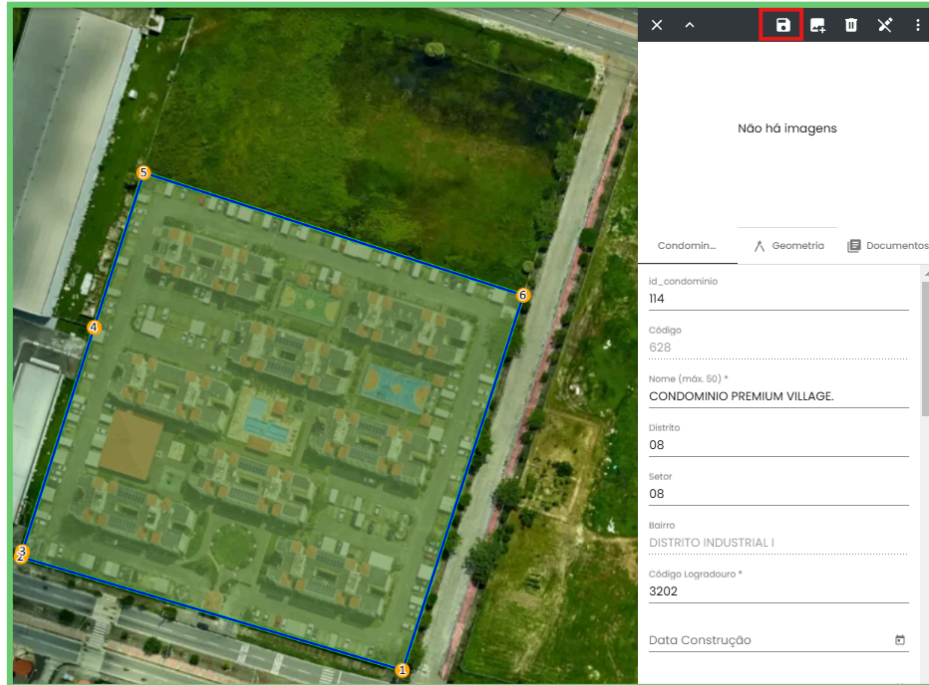 Não há imagens
Condomin... Geometria Documentos
id_condominio
114
Código
628
Nome (máx. 50) *
CONDOMINIO PREMIUM VILLAGE.
Distrito
08
Setor
08
Bairro
DISTRITO INDUSTRIAL I
Código Logradouro *
3202
Data Construção
5
6
4
3
2
1